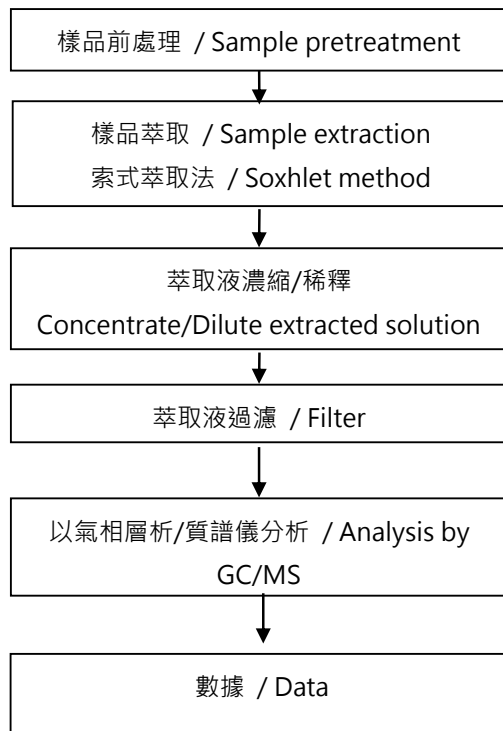 樣品前處理 / Sample pretreatment
樣品萃取 / Sample extraction
索式萃取法 / Soxhlet method
萃取液濃縮/稀釋
Concentrate/Dilute extracted solution
萃取液過濾 / Filter
以氣相層析/質譜儀分析 / Analysis by
GC/MS
數據 / Data